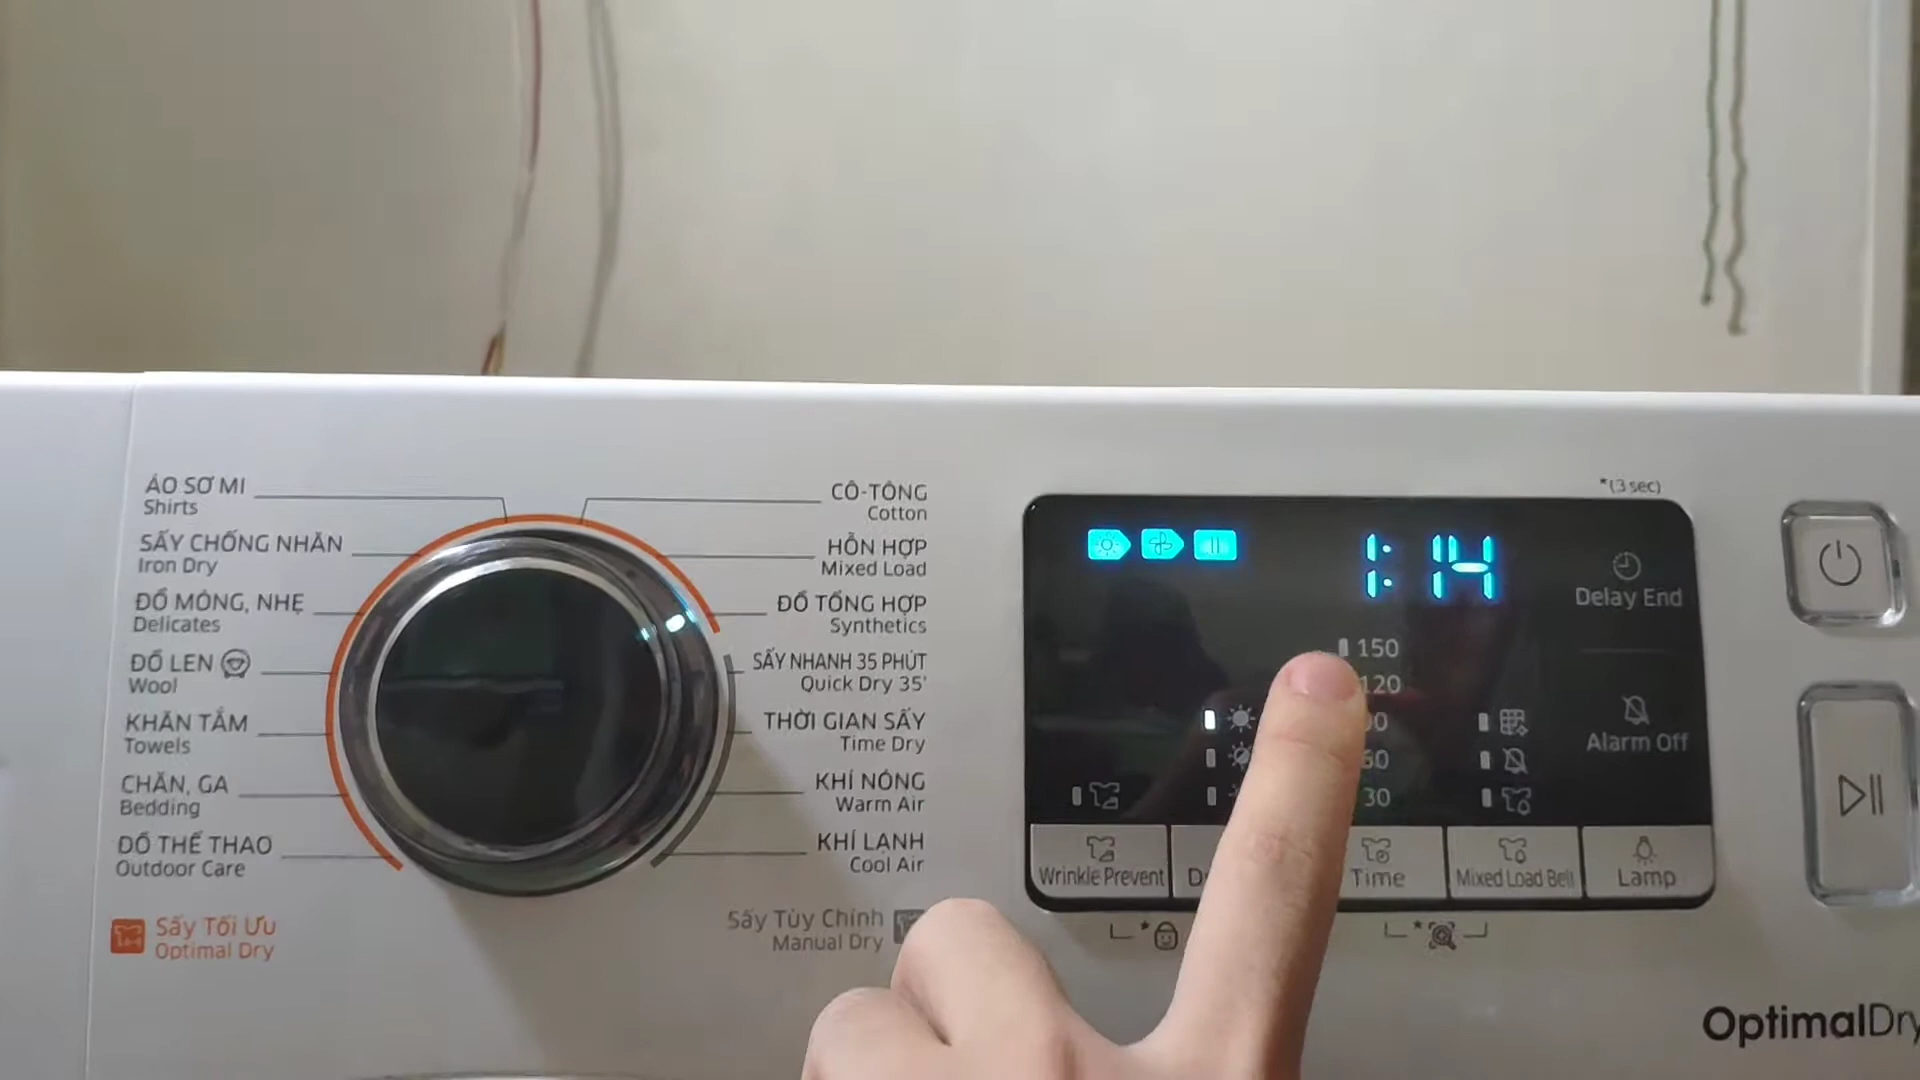 ÁO SƠ MI
Shirts
SẤY CHỐNG NHĂN
Iron Dry
ĐỒ MỎNG, NHẸ
Delicates
ĐỒ LEN
Wool
KHĂN TẮM
Towels
CHĂN, GA
Bedding
ĐỒ THỂ THAO
Outdoor Care
Sấy Tối Ưu
Optimal Dry
CÔ-TÔNG
Cotton
HỖN HỢP
Mixed Load
ĐỒ TỔNG HỢP
Synthetics
SẤY NHANH 35 PHÚT
Quick Dry 35'
THỜI GIAN SẤY
Time Dry
KHÍ NÓNG
Warm Air
KHÍ LẠNH
Cool Air
Sấy Tùy Chỉnh
Manual Dry
*(3 sec)
1:14
Delay End
150
120
60
30
Alarm Off
Wrinkle Prevent
Time
Mixed Load Bell
Lamp
OptimalDry